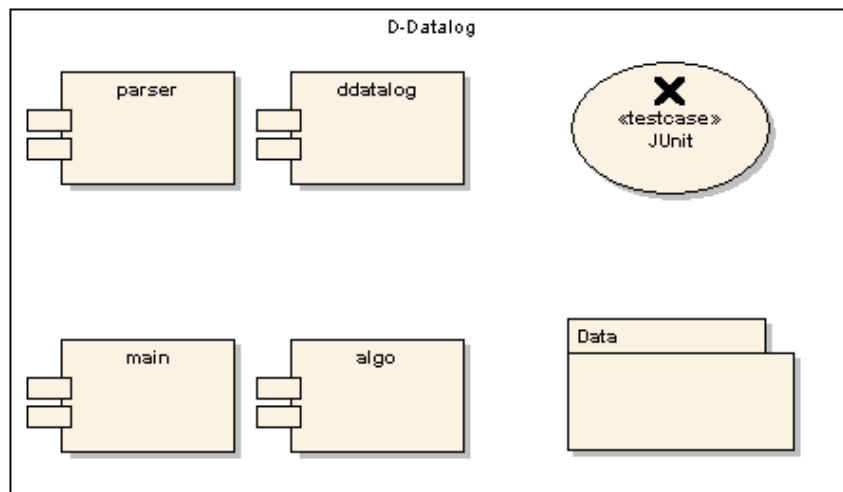 D-Datalog
parser
ddatalog
«testcase»
JUnit
main
algo
Data